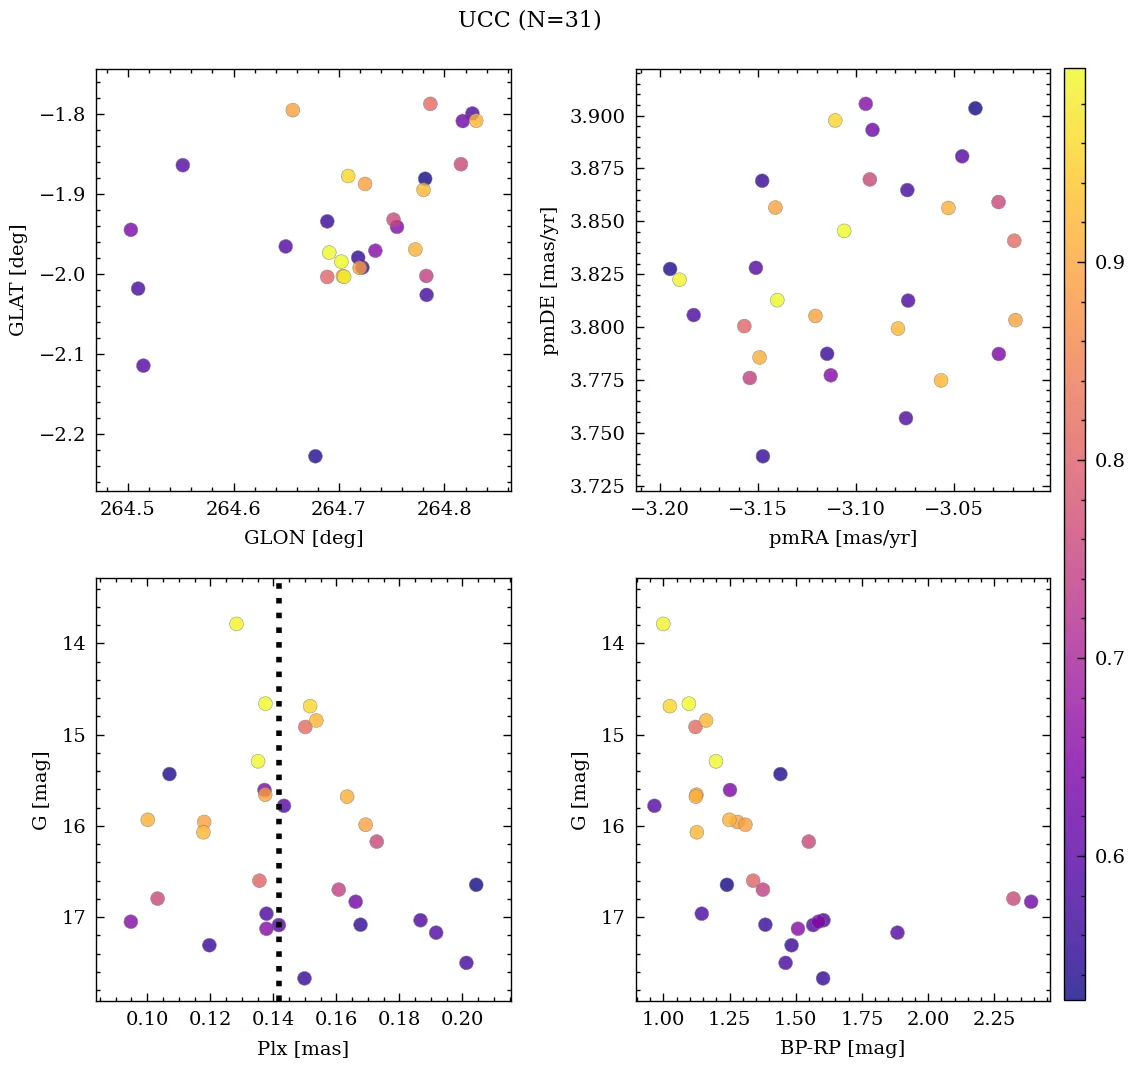 UCC (N=31)
−1.8
−1.9
−2.0
−2.1
−2.2
GLAT [deg]
264.5 264.6 264.7 264.8
GLON [deg]
3.900
3.875
3.850
3.825
3.800
3.775
3.750
3.725
pmDE [mas/yr]
−3.20 −3.15 −3.10 −3.05
pmRA [mas/yr]
14
15
16
17
G [mag]
0.10 0.12 0.14 0.16 0.18 0.20
Plx [mas]
14
15
16
17
G [mag]
1.00 1.25 1.50 1.75 2.00 2.25
BP-RP [mag]
0.9
0.8
0.7
0.6